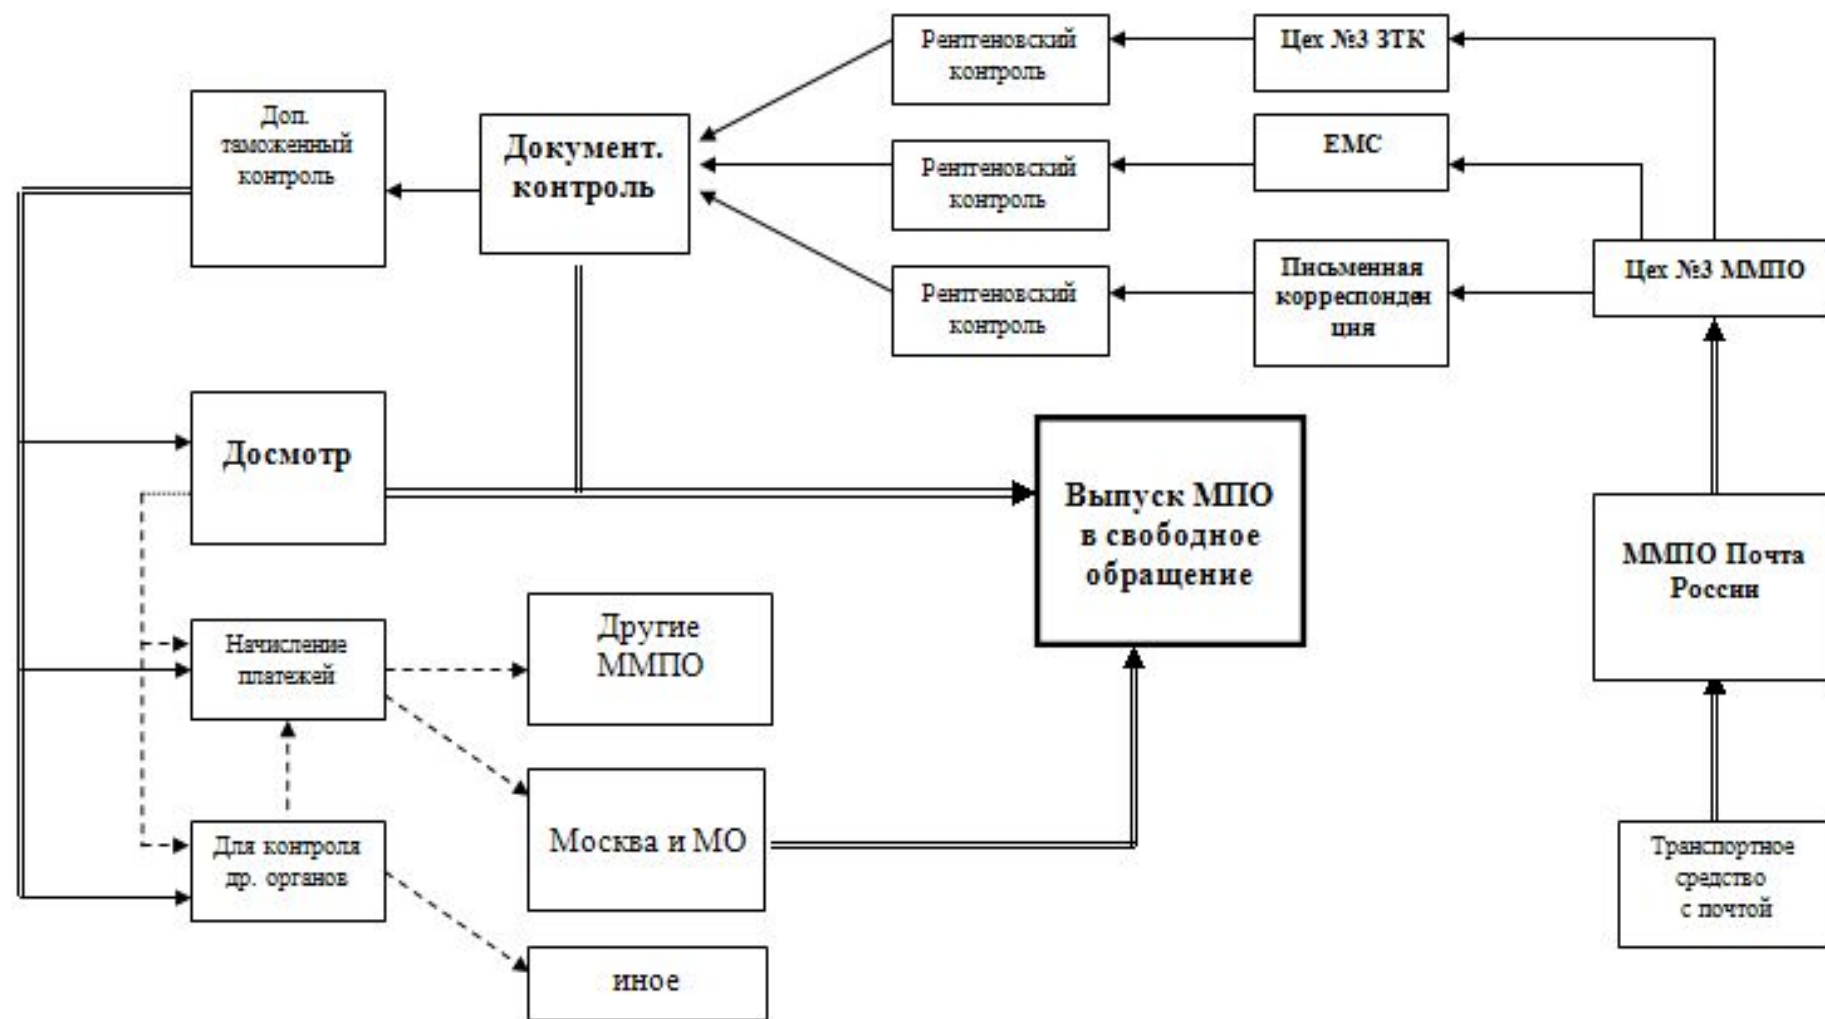 Рентгеновский
контроль
Цех №3 ЗТК
Доп.
таможенный
контроль
Документ.
контроль
Рентгеновский
контроль
ЕМС
Рентгеновский
контроль
Письменная
корреспонден
ция
Цех №3 ММПО
Досмотр
Выпуск МПО
в свободное
обращение
ММПО Почта
России
Начисление
платежей
Другие
ММПО
Москва и МО
Для контроля
др. органов
Транспортное
средство
с почтой
иное